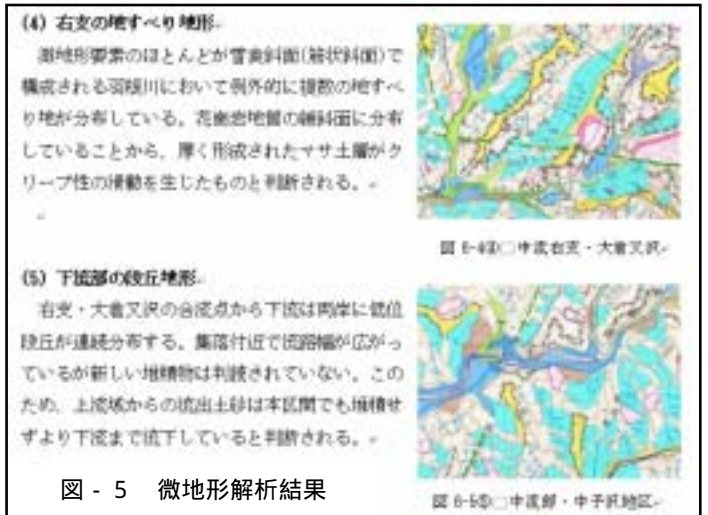 (4) 右支の地すべり地形
微地形要素のほとんどが雪食斜面(筋状斜面)で
構成される羽根川において例外的に複数の地すべ
り地が分布している。花崗岩地質の緩斜面に分布
していることから、厚く形成されたマサ土層がク
リープ性の滑動を生じたものと判断される。
図 6-4④ 中流右支・大倉又沢
(5) 下流部の段丘地形
右支・大倉又沢の合流点から下流は両岸に低位
段丘が連続分布する。集落付近で流路幅が広がっ
ているが新しい堆積物は判読されていない。この
ため、上流域からの流出土砂は本区間でも堆積せ
ずより下流まで流下していると判断される。
図 6-5⑤ 中流部・中子沢地区
図 - 5 微地形解析結果